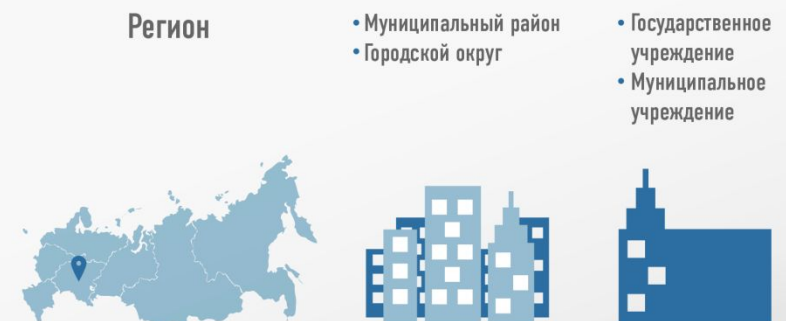 Регион
• Муниципальный район
• Городской округ
• Государственное
учреждение
• Муниципальное
учреждение